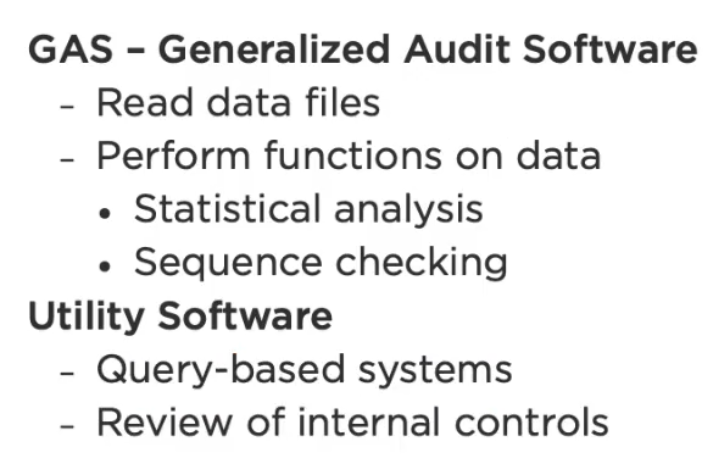 GAS – Generalized Audit Software
- Read data files
- Perform functions on data
• Statistical analysis
• Sequence checking
Utility Software
- Query-based systems
- Review of internal controls